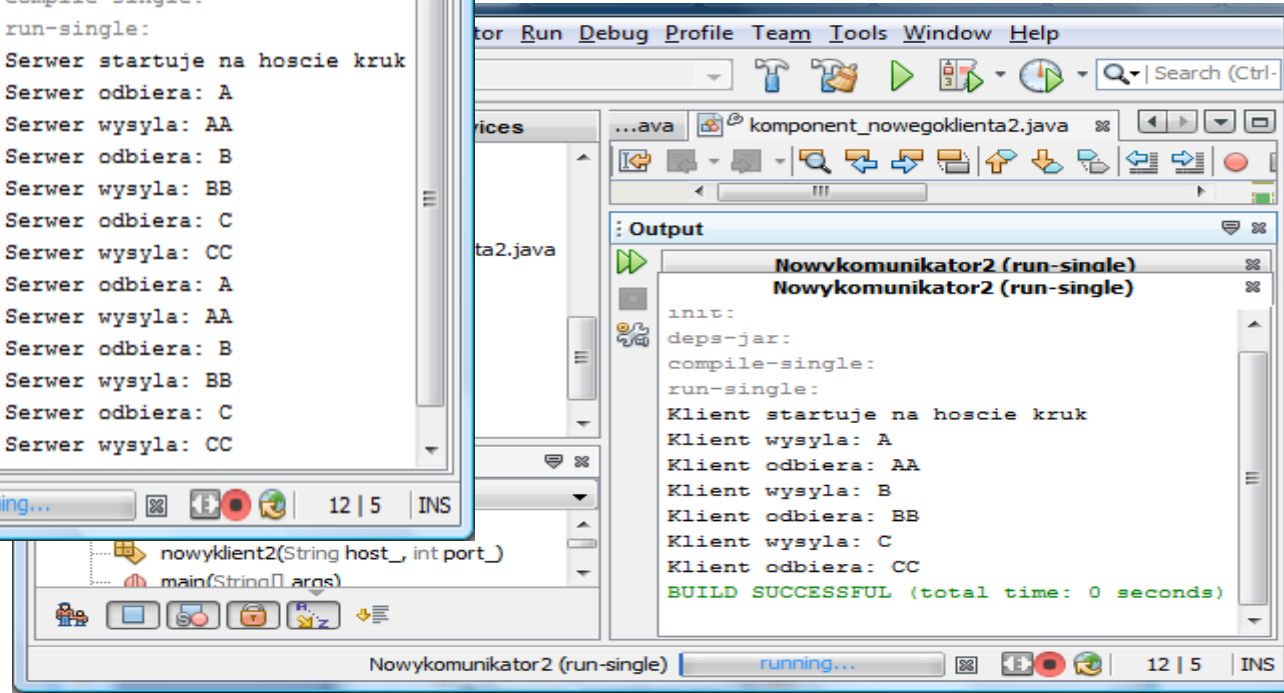 compile-single:
run-single:
Serwer startuje na hoscie kruk
Serwer odbiera: A
Serwer wysyla: AA
Serwer odbiera: B
Serwer wysyla: BB
Serwer odbiera: C
Serwer wysyla: CC
Serwer odbiera: A
Serwer wysyla: AA
Serwer odbiera: B
Serwer wysyla: BB
Serwer odbiera: C
Serwer wysyla: CC
ning... 12 | 5 INS
tor Run Debug Profile Team Tools Window Help
Search (Ctrl-
ices
...ava komponent_nowegoklienta2.java
ta2.java
Output
Nowykomunikator2 (run-single)
Nowykomunikator2 (run-single)
init:
deps-jar:
compile-single:
run-single:
Klient startuje na hoscie kruk
Klient wysyla: A
Klient odbiera: AA
Klient wysyla: B
Klient odbiera: BB
Klient wysyla: C
Klient odbiera: CC
BUILD SUCCESSFUL (total time: 0 seconds)
nowyklient2(String host_, int port_)
main(String[] args)
Nowykomunikator2 (run-single) running... 12 | 5 INS